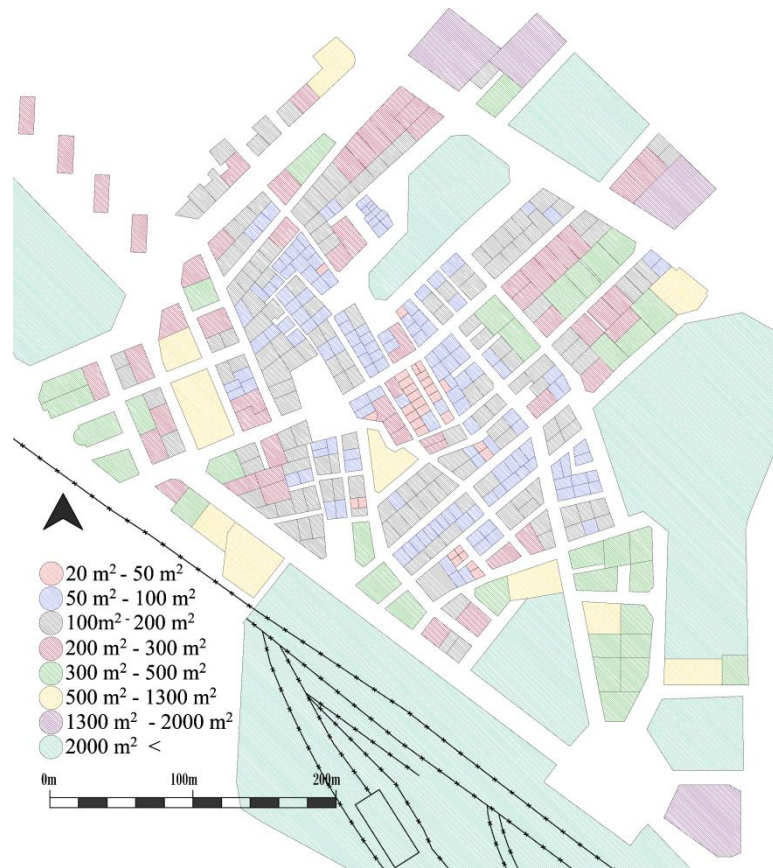 20 m² - 50 m²
50 m² - 100 m²
100m² - 200 m²
200 m² - 300 m²
300 m² - 500 m²
500 m² - 1300 m²
1300 m² - 2000 m²
2000 m² <
0m 100m 200m